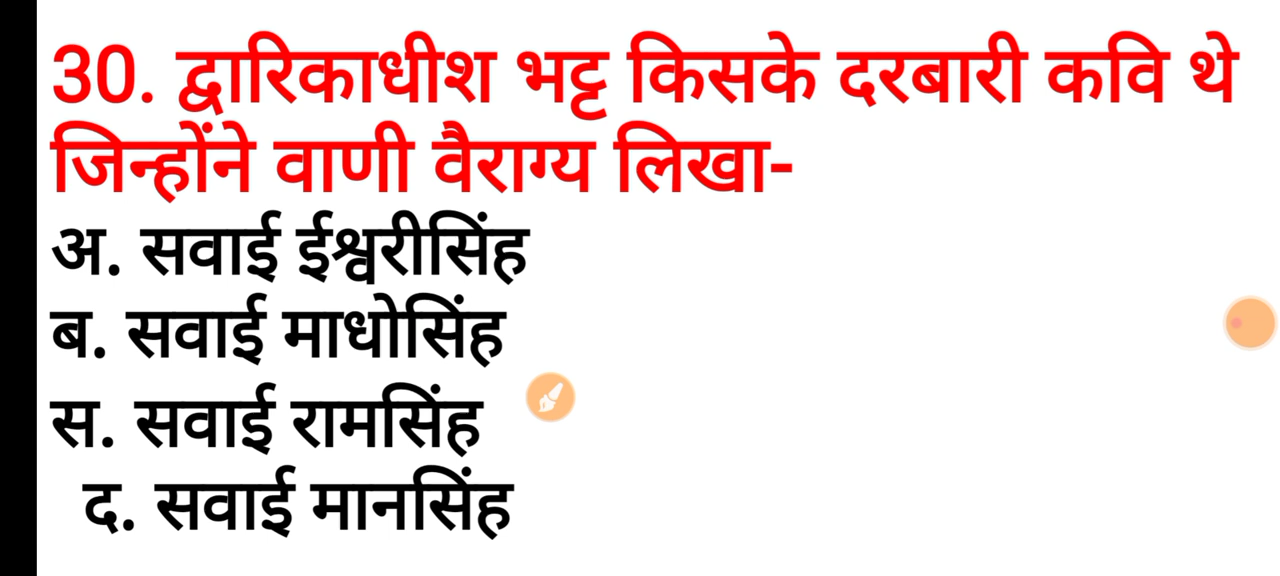 30. द्वारिकाधीश भट्ट किसके दरबारी कवि थे
जिन्होंने वाणी वैराग्य लिखा-
अ. सवाई ईश्वरीसिंह
ब. सवाई माधोसिंह
स. सवाई रामसिंह
द. सवाई मानसिंह